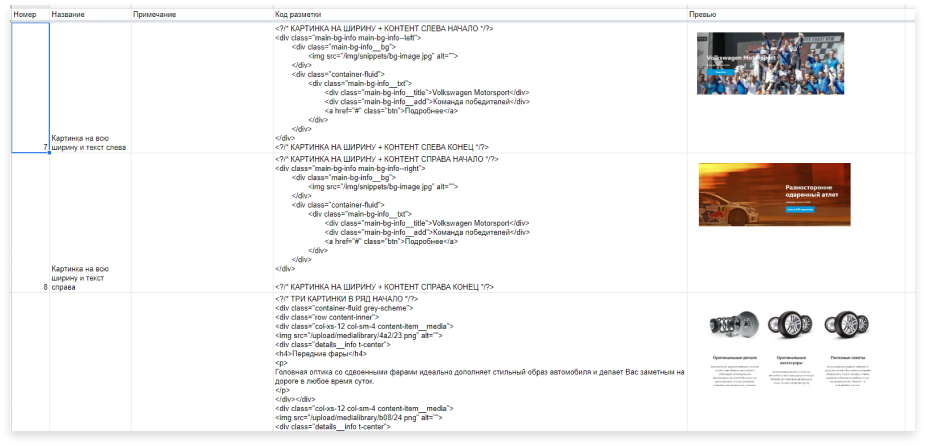 Номер Название Примечание Код разметки Превью
<?/* КАРТИНКА НА ШИРИНУ + КОНТЕНТ СЛЕВА НАЧАЛО */?>
<div class="main-bg-info main-bg-info--left">
<div class="main-bg-info__bg">
<img src="/img/snippets/bg-image.jpg" alt="">
</div>
<div class="container-fluid">
<div class="main-bg-info__txt">
<div class="main-bg-info__title">Volkswagen Motorsport</div>
<div class="main-bg-info__add">Команда победителей</div>
<a href="#" class="btn">Подробнее</a>
</div>
</div>
</div>
<?/* КАРТИНКА НА ШИРИНУ + КОНТЕНТ СЛЕВА КОНЕЦ */?>
7
Картинка на всю
ширину и текст слева
Volkswagen Motorsport
<?/* КАРТИНКА НА ШИРИНУ + КОНТЕНТ СПРАВА НАЧАЛО */?>
<div class="main-bg-info main-bg-info--right">
<div class="main-bg-info__bg">
<img src="/img/snippets/bg-image.jpg" alt="">
</div>
<div class="container-fluid">
<div class="main-bg-info__txt">
<div class="main-bg-info__title">Volkswagen Motorsport</div>
<div class="main-bg-info__add">Команда победителей</div>
<a href="#" class="btn">Подробнее</a>
</div>
</div>
</div>
<?/* КАРТИНКА НА ШИРИНУ + КОНТЕНТ СПРАВА КОНЕЦ */?>
8
Картинка на всю
ширину и текст
справа
Разносторонне
одаренный атлет
<?/* ТРИ КАРТИНКИ В РЯД НАЧАЛО */?>
<div class="container-fluid grey-scheme">
<div class="row content-inner">
<div class="col-xs-12 col-sm-4 content-item__media">
<img src="/upload/medialibrary/4a2/23.png" alt="">
<div class="details__info t-center">
<h4>Передние фары</h4>
<p>
Головная оптика со сдвоенными фарами идеально дополняет стильный образ автомобиля и делает Вас заметным на
дороге в любое время суток.
</p>
</div></div>
<div class="col-xs-12 col-sm-4 content-item__media">
<img src="/upload/medialibrary/b08/24.png" alt="">
<div class="details__info t-center">
Оригинальные детали
Оригинальные
аксессуары
Полезные советы